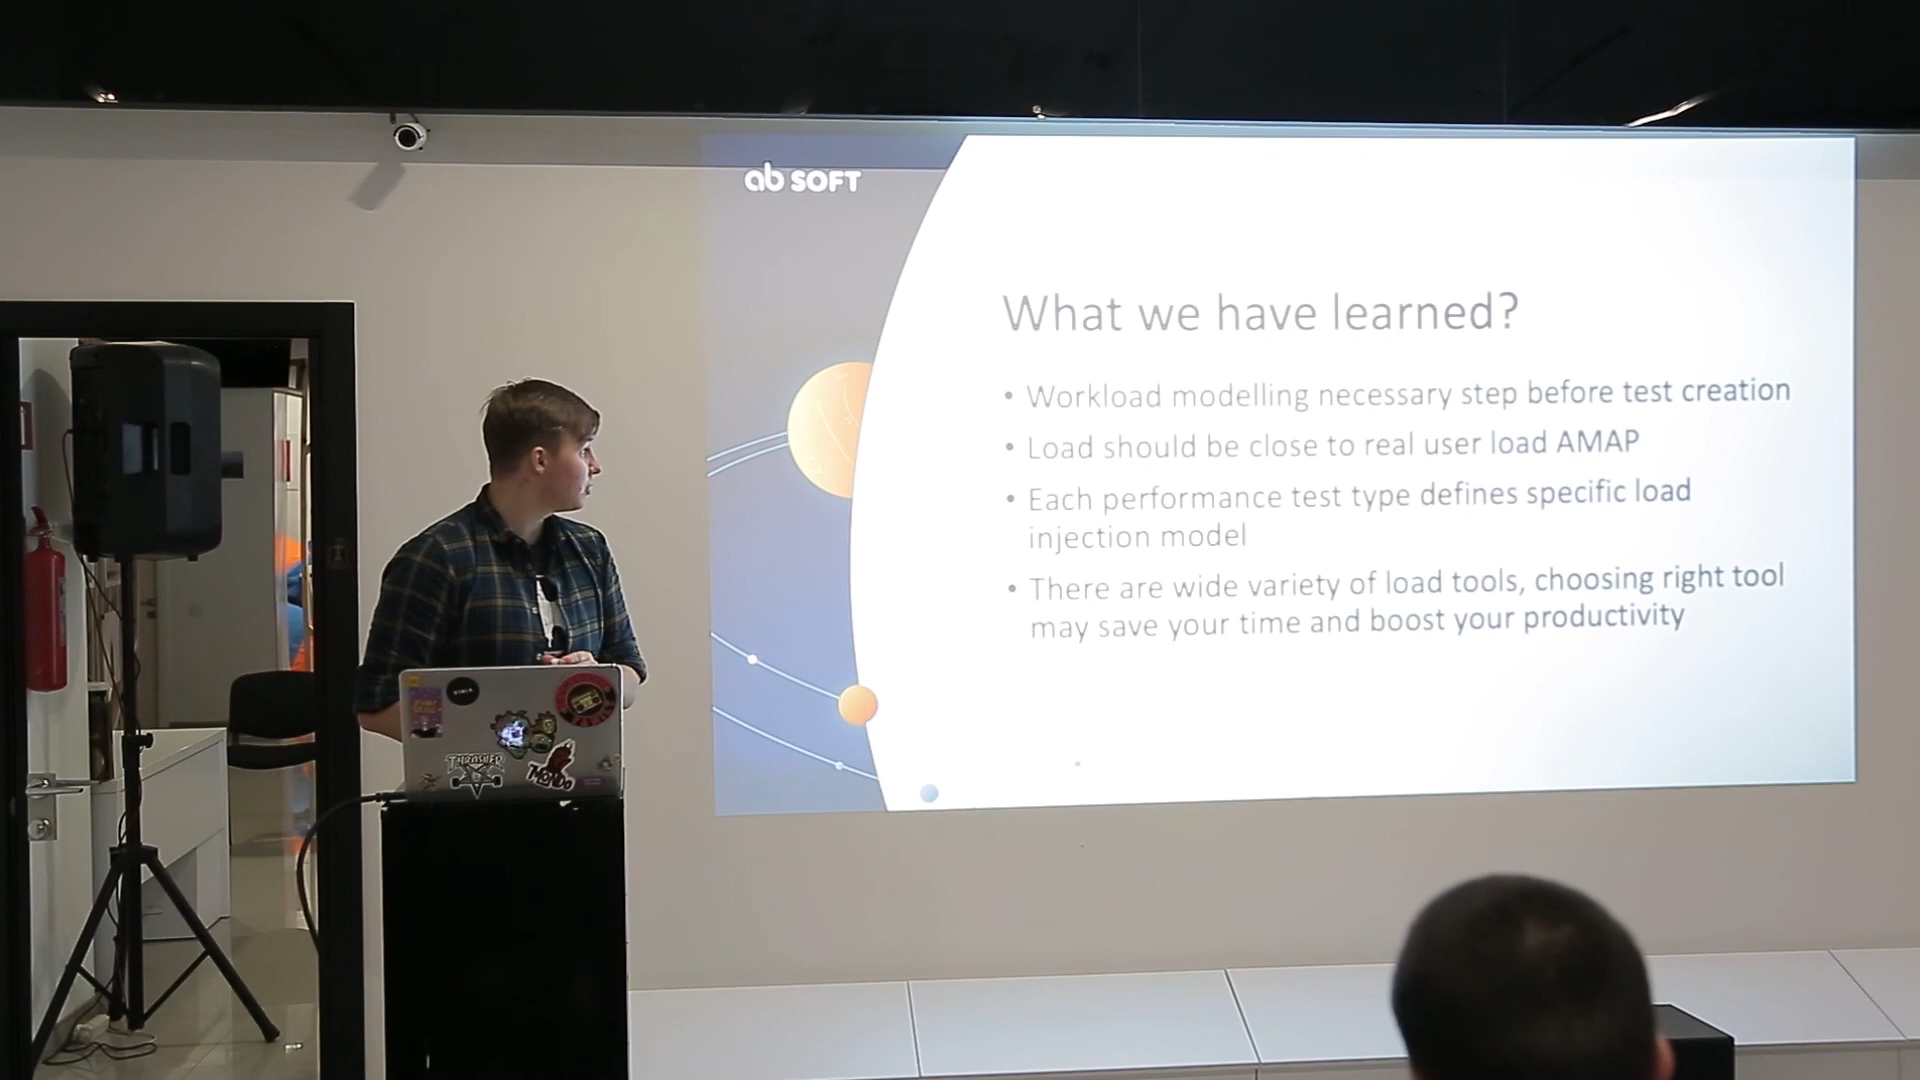 ab SOFT
What we have learned?
• Workload modelling necessary step before test creation
• Load should be close to real user load AMAP
• Each performance test type defines specific load
injection model
• There are wide variety of load tools, choosing right tool
may save your time and boost your productivity
THRASHER